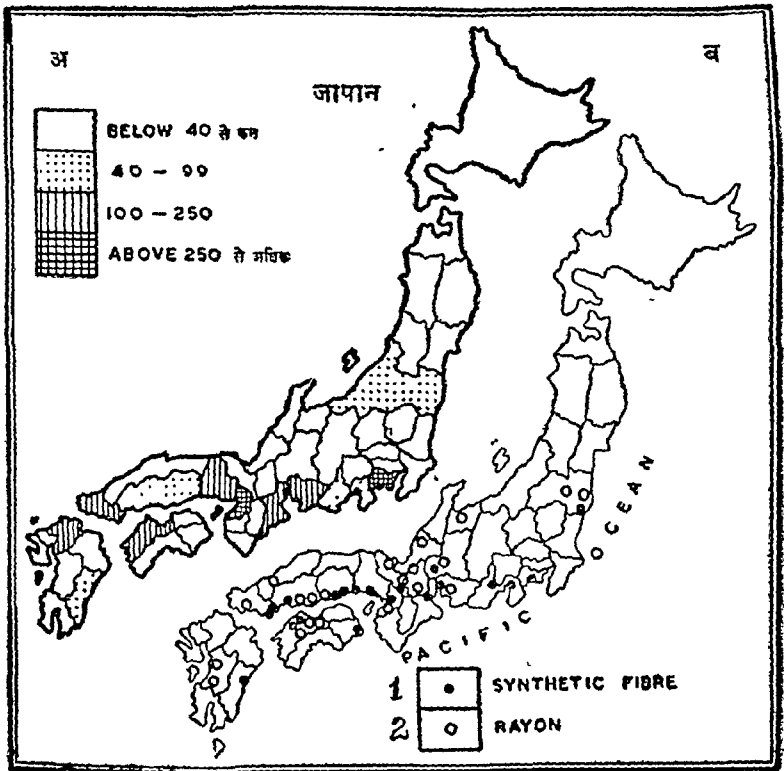 अ
ब
जापान
BELOW 40 से कम
40 - 99
100 - 250
ABOVE 250 से अधिक
PACIFIC OCEAN
1 SYNTHETIC FIBRE
2 RAYON